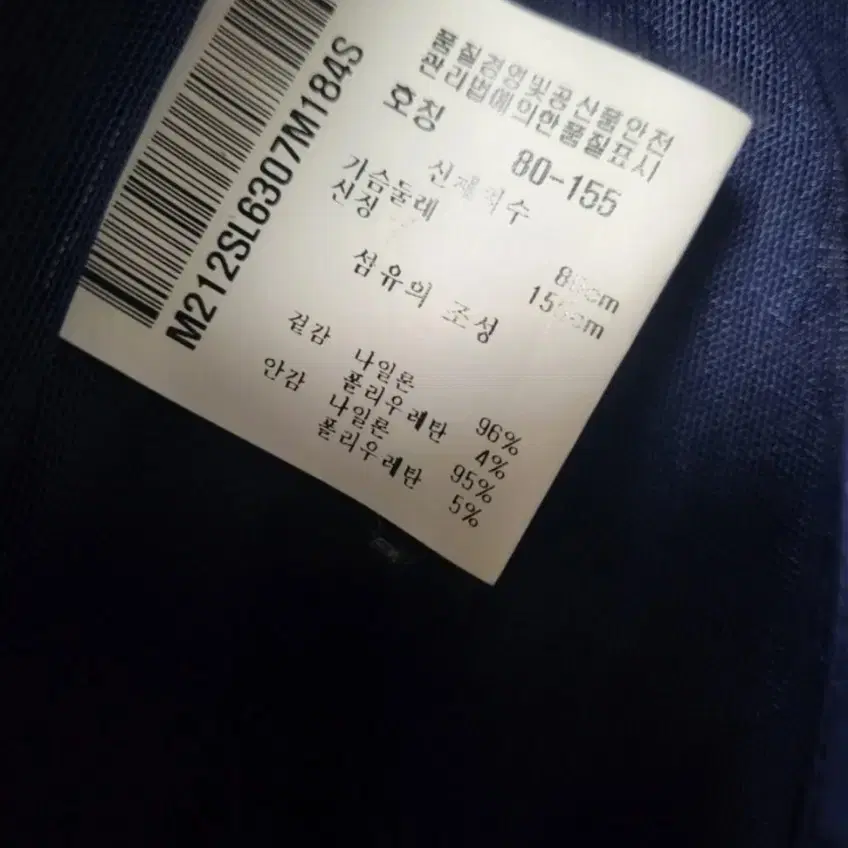 M212SL6307M184S
품질경영및공산품안전
관리법에의한품질표시
호칭 80-155
신체치수
가슴둘레 80cm
신장 155cm
섬유의 조성
겉감 나일론 96%
폴리우레탄 4%
안감 나일론 95%
폴리우레탄 5%